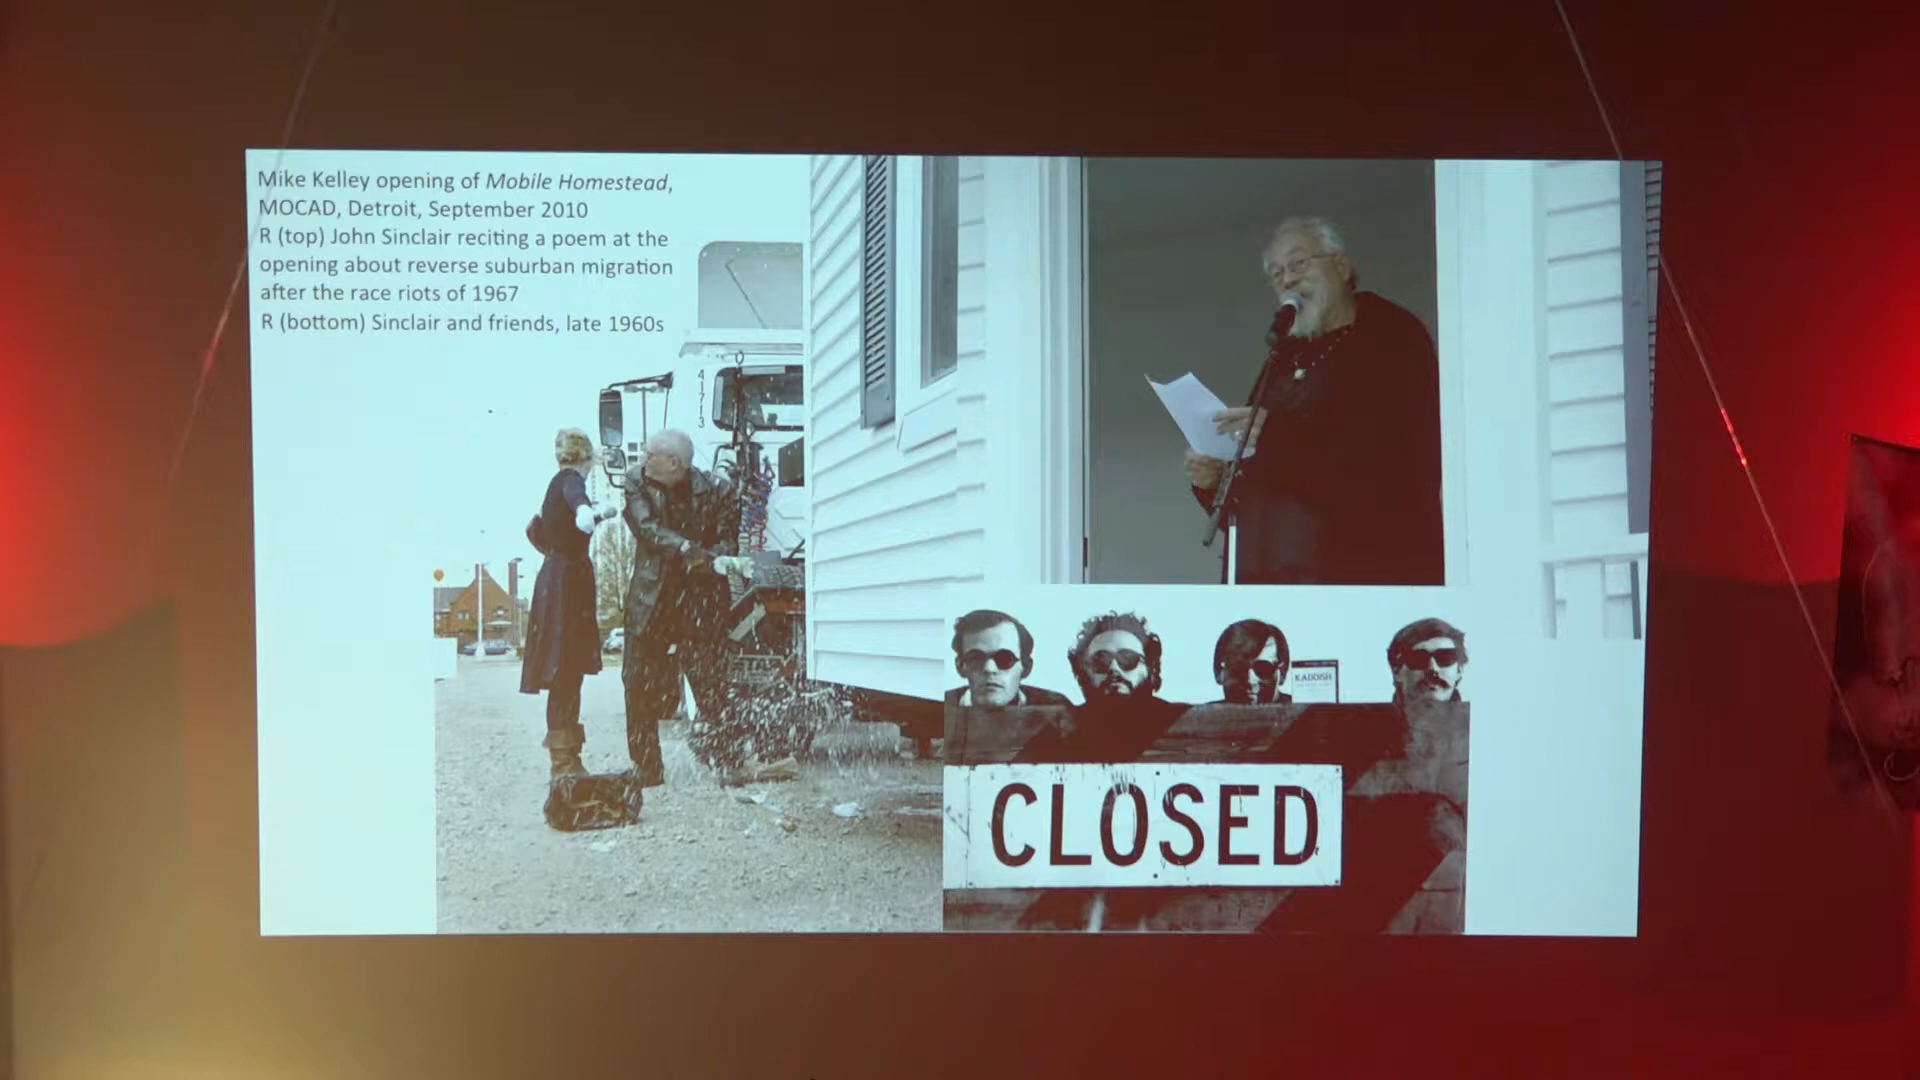 Mike Kelley opening of Mobile Homestead,
MOCAD, Detroit, September 2010
R (top) John Sinclair reciting a poem at the
opening about reverse suburban migration
after the race riots of 1967
R (bottom) Sinclair and friends, late 1960s
4173
KADDISH
CLOSED